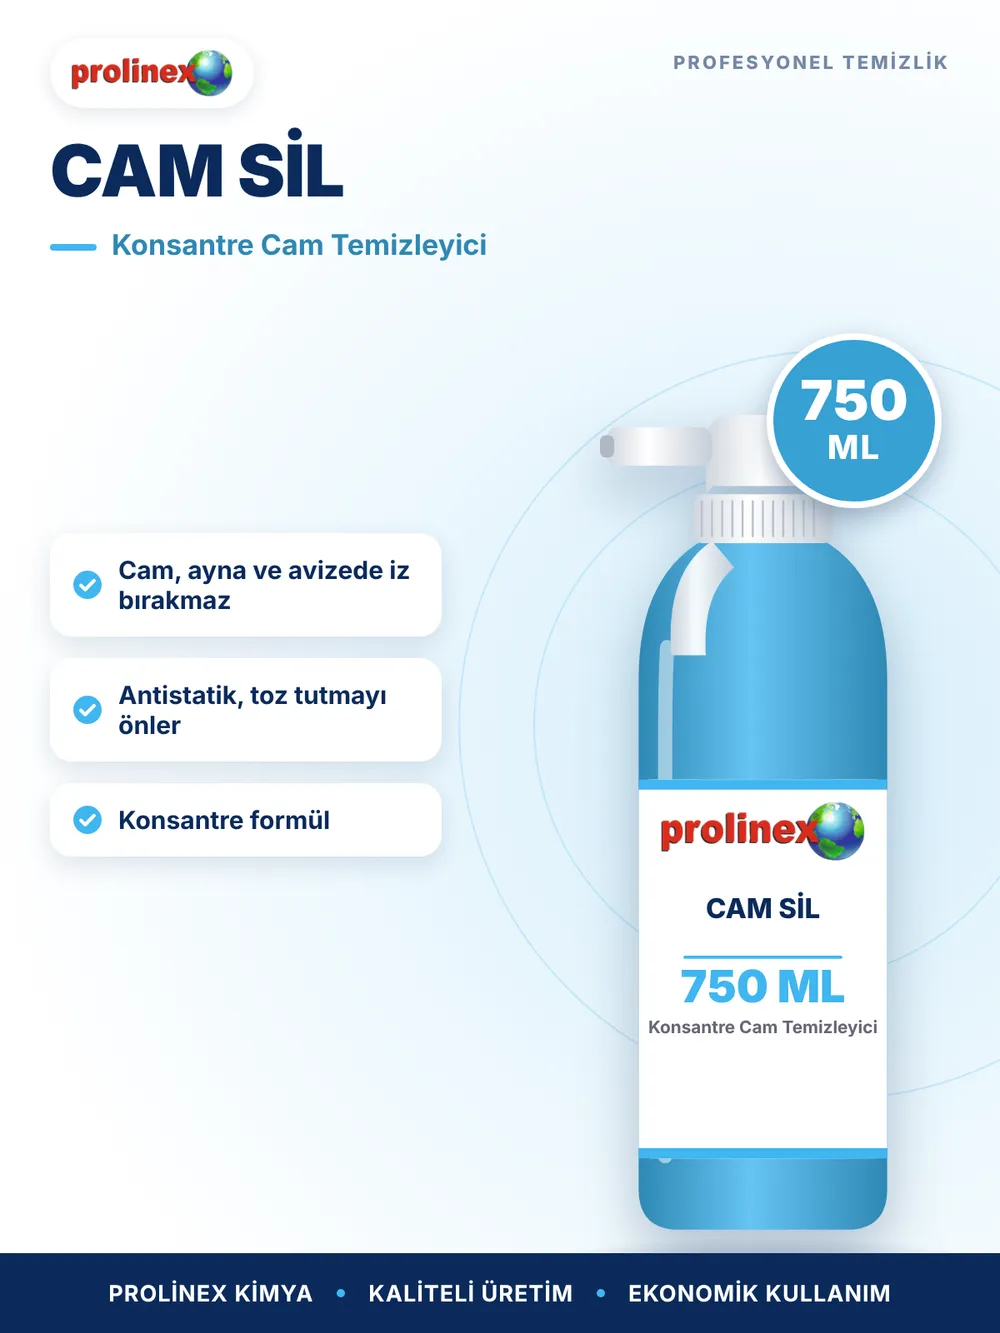 prolinex
PROFESYONEL TEMİZLİK
CAM SİL
Konsantre Cam Temizleyici
750
ML
Cam, ayna ve avizede iz
bırakmaz
Antistatik, toz tutmayı
önler
Konsantre formül
prolinex
CAM SİL
750 ML
Konsantre Cam Temizleyici
PROLİNEX KİMYA • KALİTELİ ÜRETİM • EKONOMİK KULLANIM